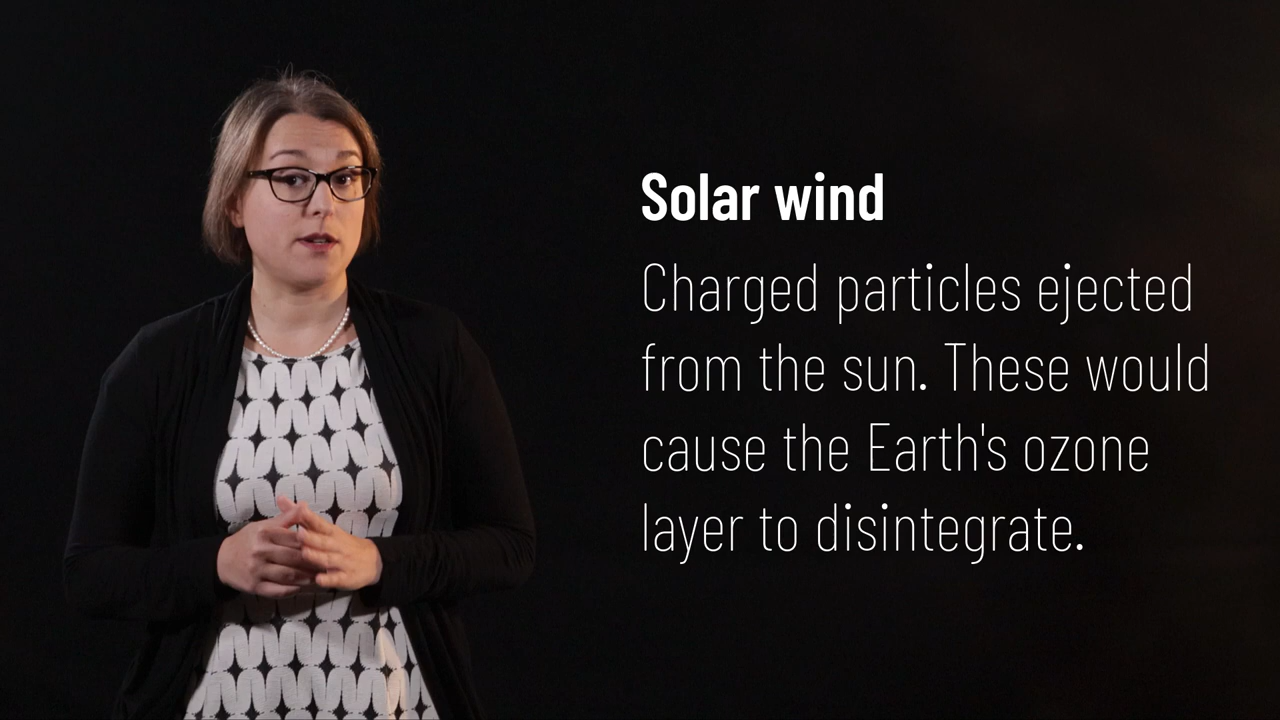 Solar wind
Charged particles ejected
from the sun. These would
cause the Earth's ozone
layer to disintegrate.